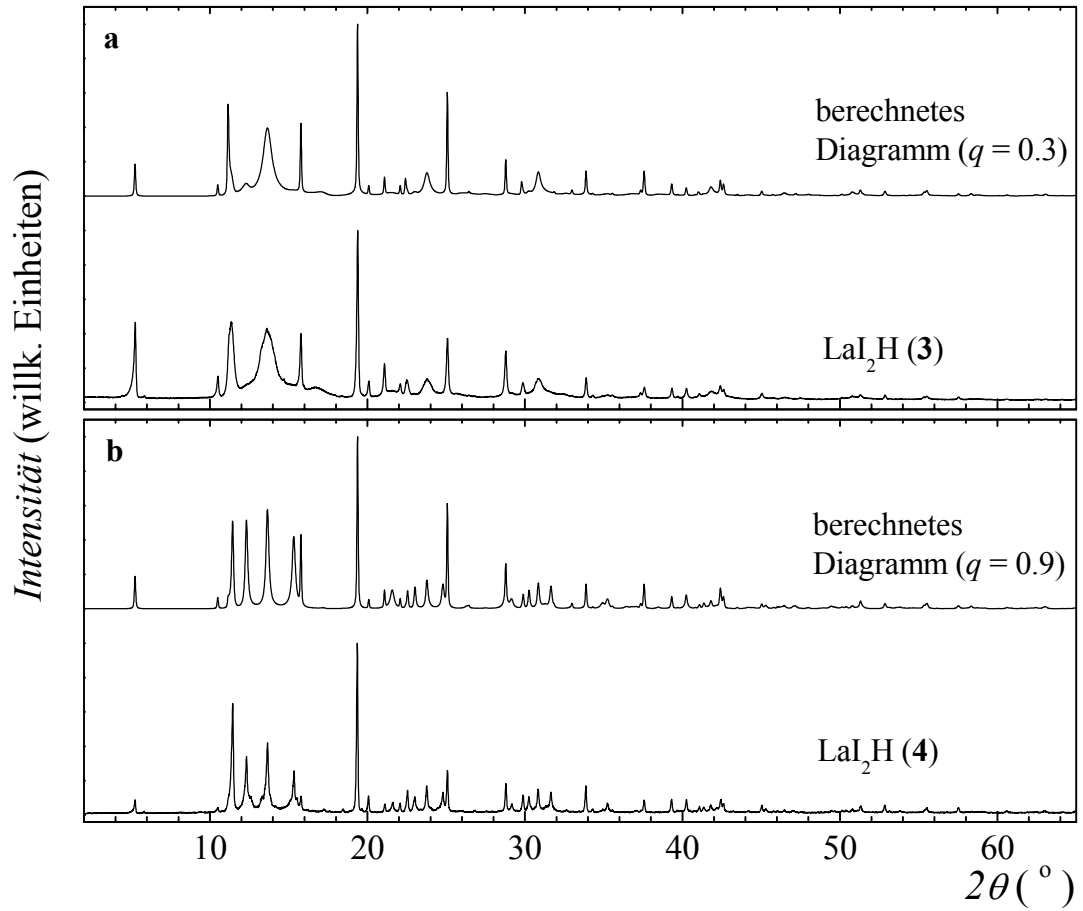 a
berechnetes
Diagramm (q = 0.3)
LaI₂H (3)
b
berechnetes
Diagramm (q = 0.9)
LaI₂H (4)
Intensität (willk. Einheiten)
10 20 30 40 50 60
2θ ( ° )